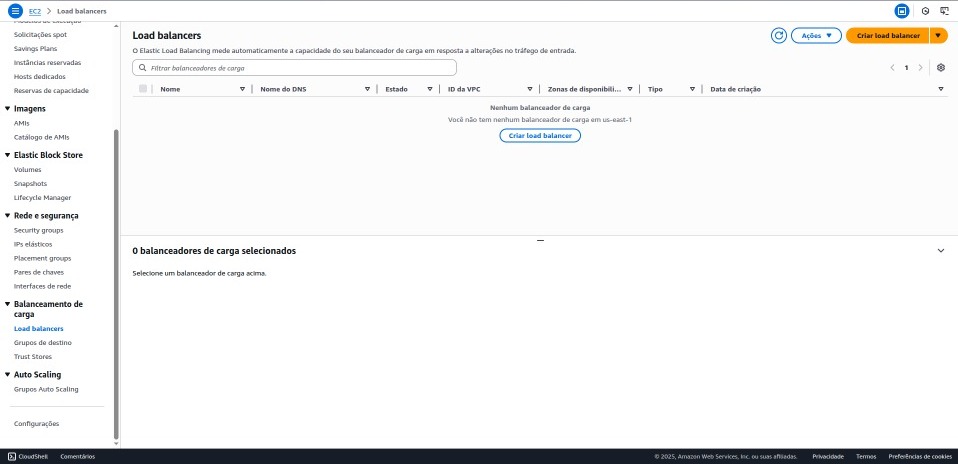 EC2 > Load balancers
Modelos de execução
Solicitações spot
Savings Plans
Instâncias reservadas
Hosts dedicados
Reservas de capacidade
Imagens
AMIs
Catálogo de AMIs
Elastic Block Store
Volumes
Snapshots
Lifecycle Manager
Rede e segurança
Security groups
IPs elásticos
Placement groups
Pares de chaves
Interfaces de rede
Balanceamento de
carga
Load balancers
Grupos de destino
Trust Stores
Auto Scaling
Grupos Auto Scaling
Configurações
Load balancers
Ações
Criar load balancer
O Elastic Load Balancing mede automaticamente a capacidade do seu balanceador de carga em resposta a alterações no tráfego de entrada.
Filtrar balanceadores de carga
1
Nome
Nome do DNS
Estado
ID da VPC
Zonas de disponibili...
Tipo
Data de criação
Nenhum balanceador de carga
Você não tem nenhum balanceador de carga em us-east-1
Criar load balancer
0 balanceadores de carga selecionados
Selecione um balanceador de carga acima.
CloudShell
Comentários
© 2025, Amazon Web Services, Inc. ou suas afiliadas.
Privacidade
Termos
Preferências de cookies